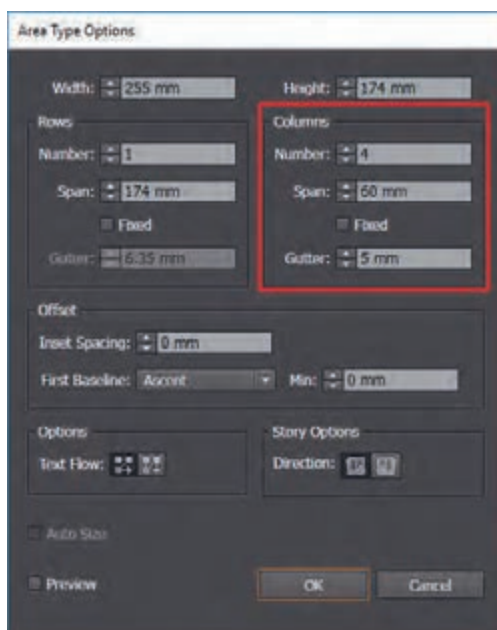 Area Type Options
Width: 255 mm
Height: 174 mm
Rows
Columns
Number: 1
Number: 4
Span: 174 mm
Span: 60 mm
Fixed
Fixed
Gutter: 6.35 mm
Gutter: 5 mm
Offset
Inset Spacing: 0 mm
First Baseline: Ascent
Min: 0 mm
Options
Story Options
Text Flow:
Direction:
Auto Size
Preview
OK
Cancel